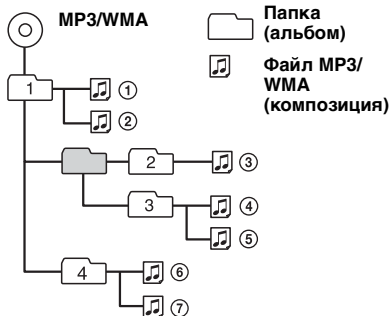 MP3/WMA
Папка
(альбом)
Файл MP3/
WMA
(композиция)
1
①
②
2
③
3
④
⑤
4
⑥
⑦